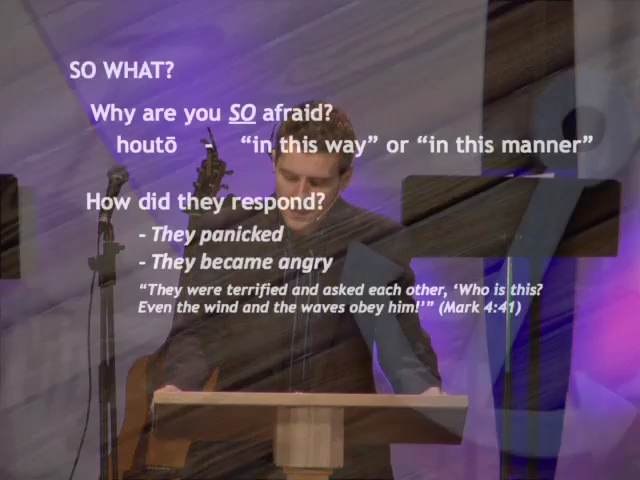 SO WHAT?
Why are you SO afraid?
houtō - “in this way” or “in this manner”
How did they respond?
- They panicked
- They became angry
“They were terrified and asked each other, ‘Who is this?
Even the wind and the waves obey him!’” (Mark 4:41)